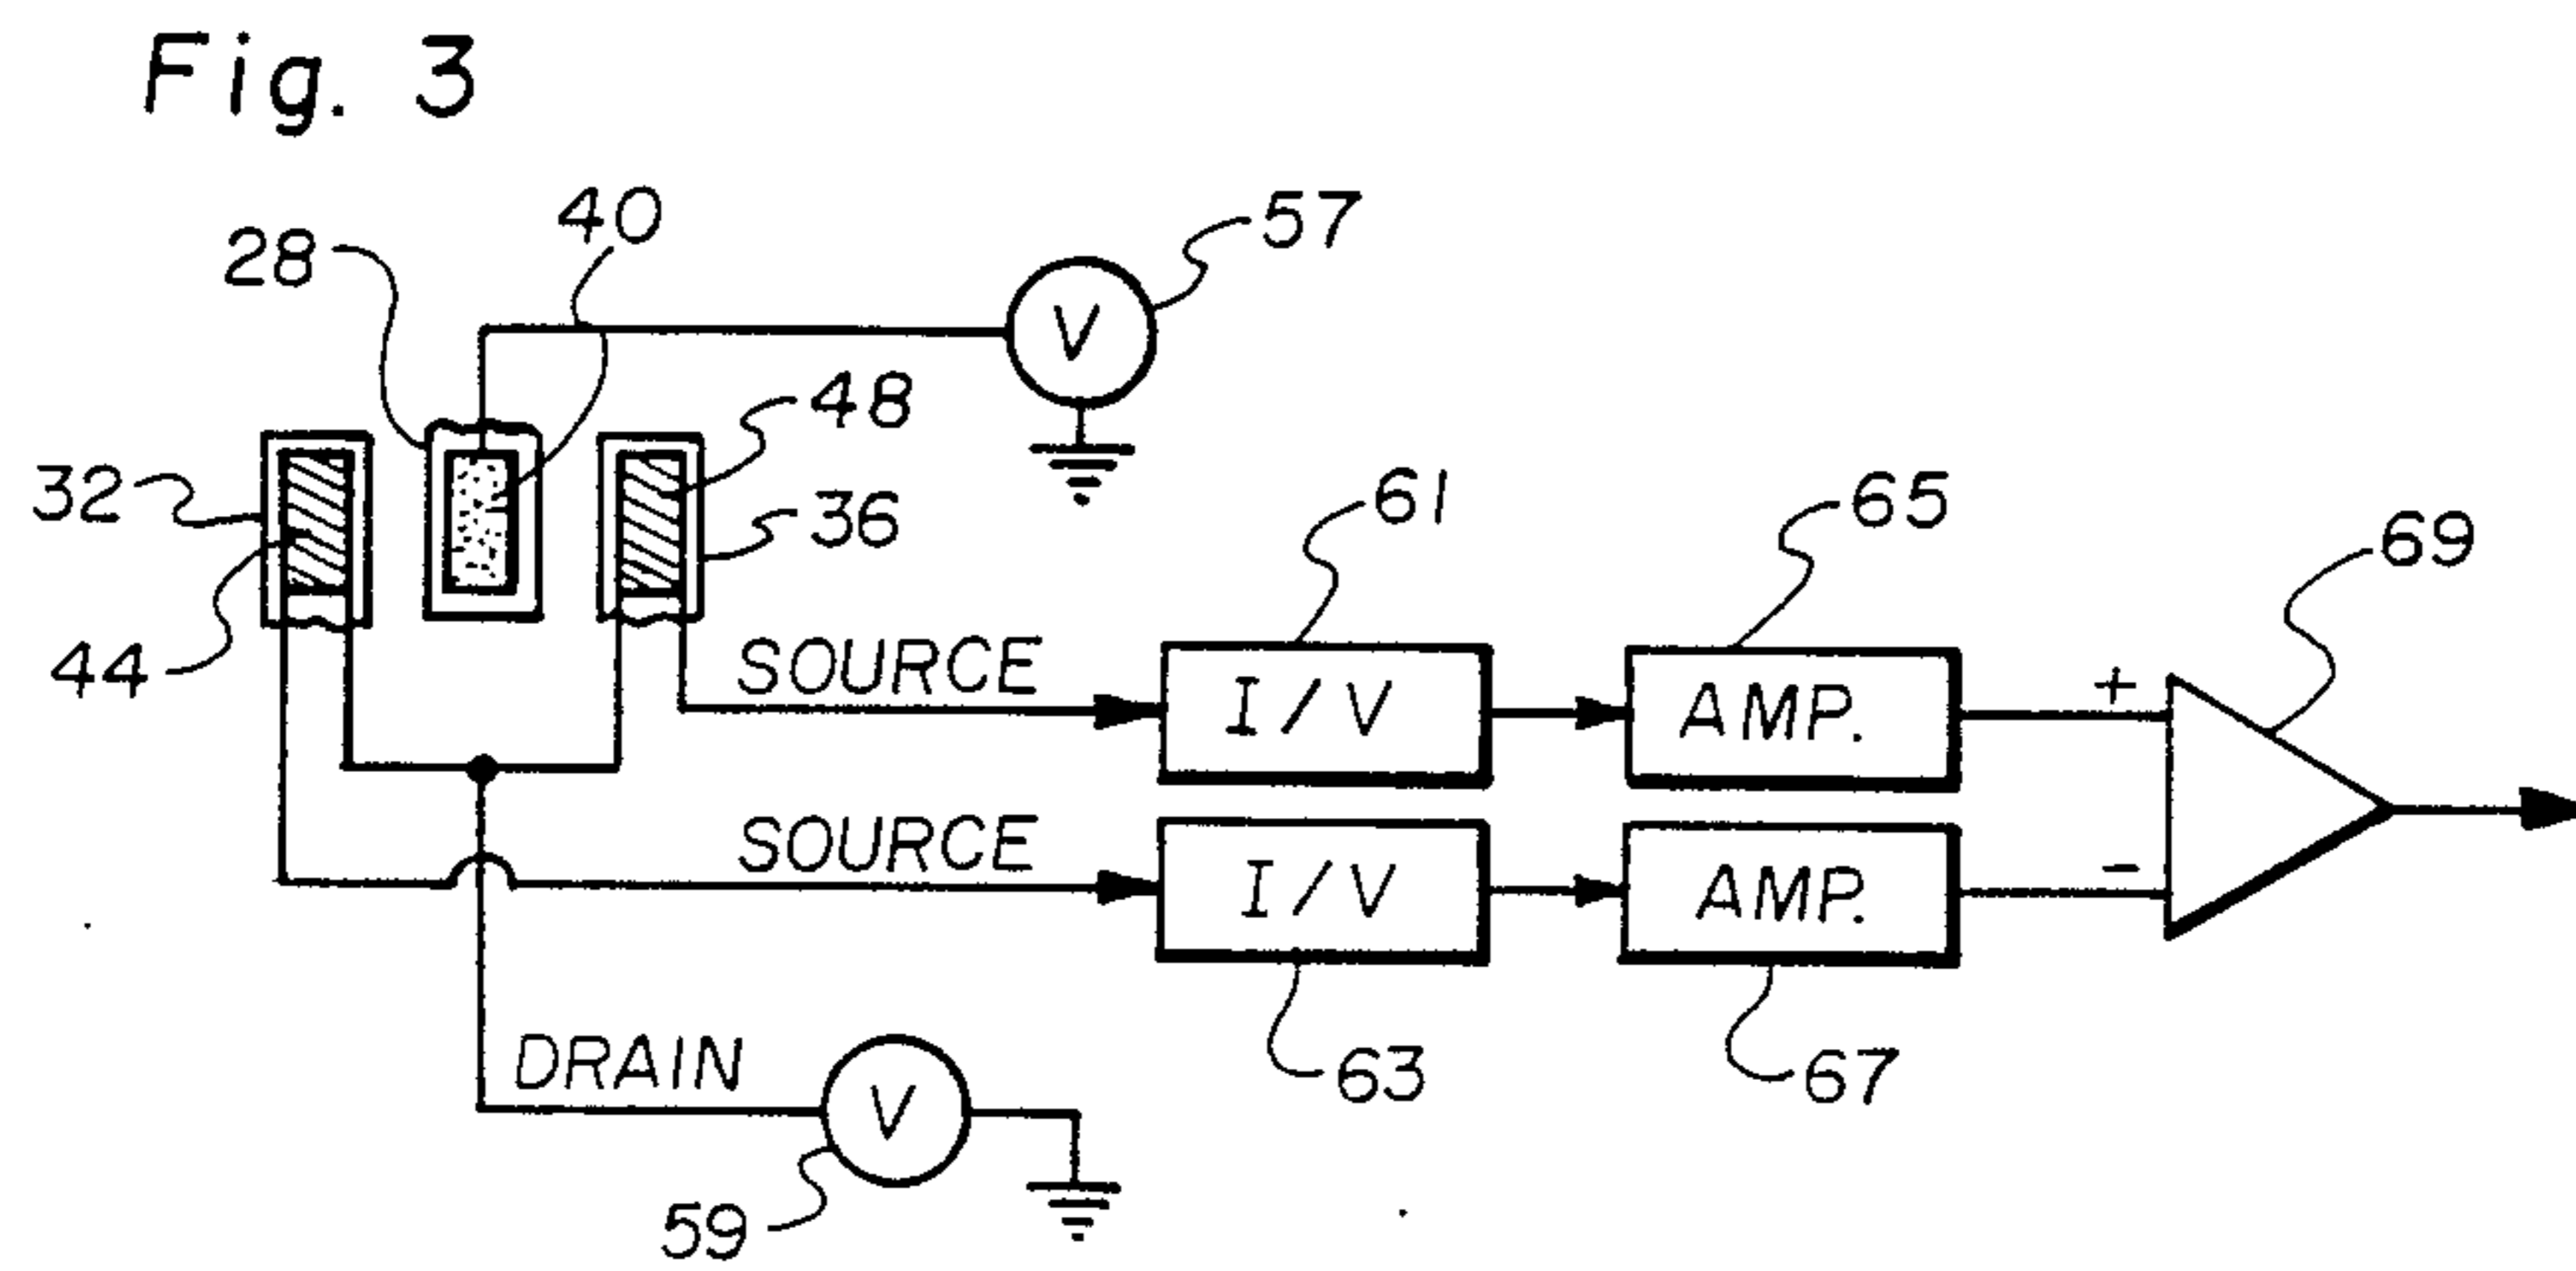 Fig. 3
40
57
28
V
48
32
36
61
65
69
44
SOURCE
I/V
AMP.
+
SOURCE
I/V
AMP.
-
DRAIN
V
63
67
59